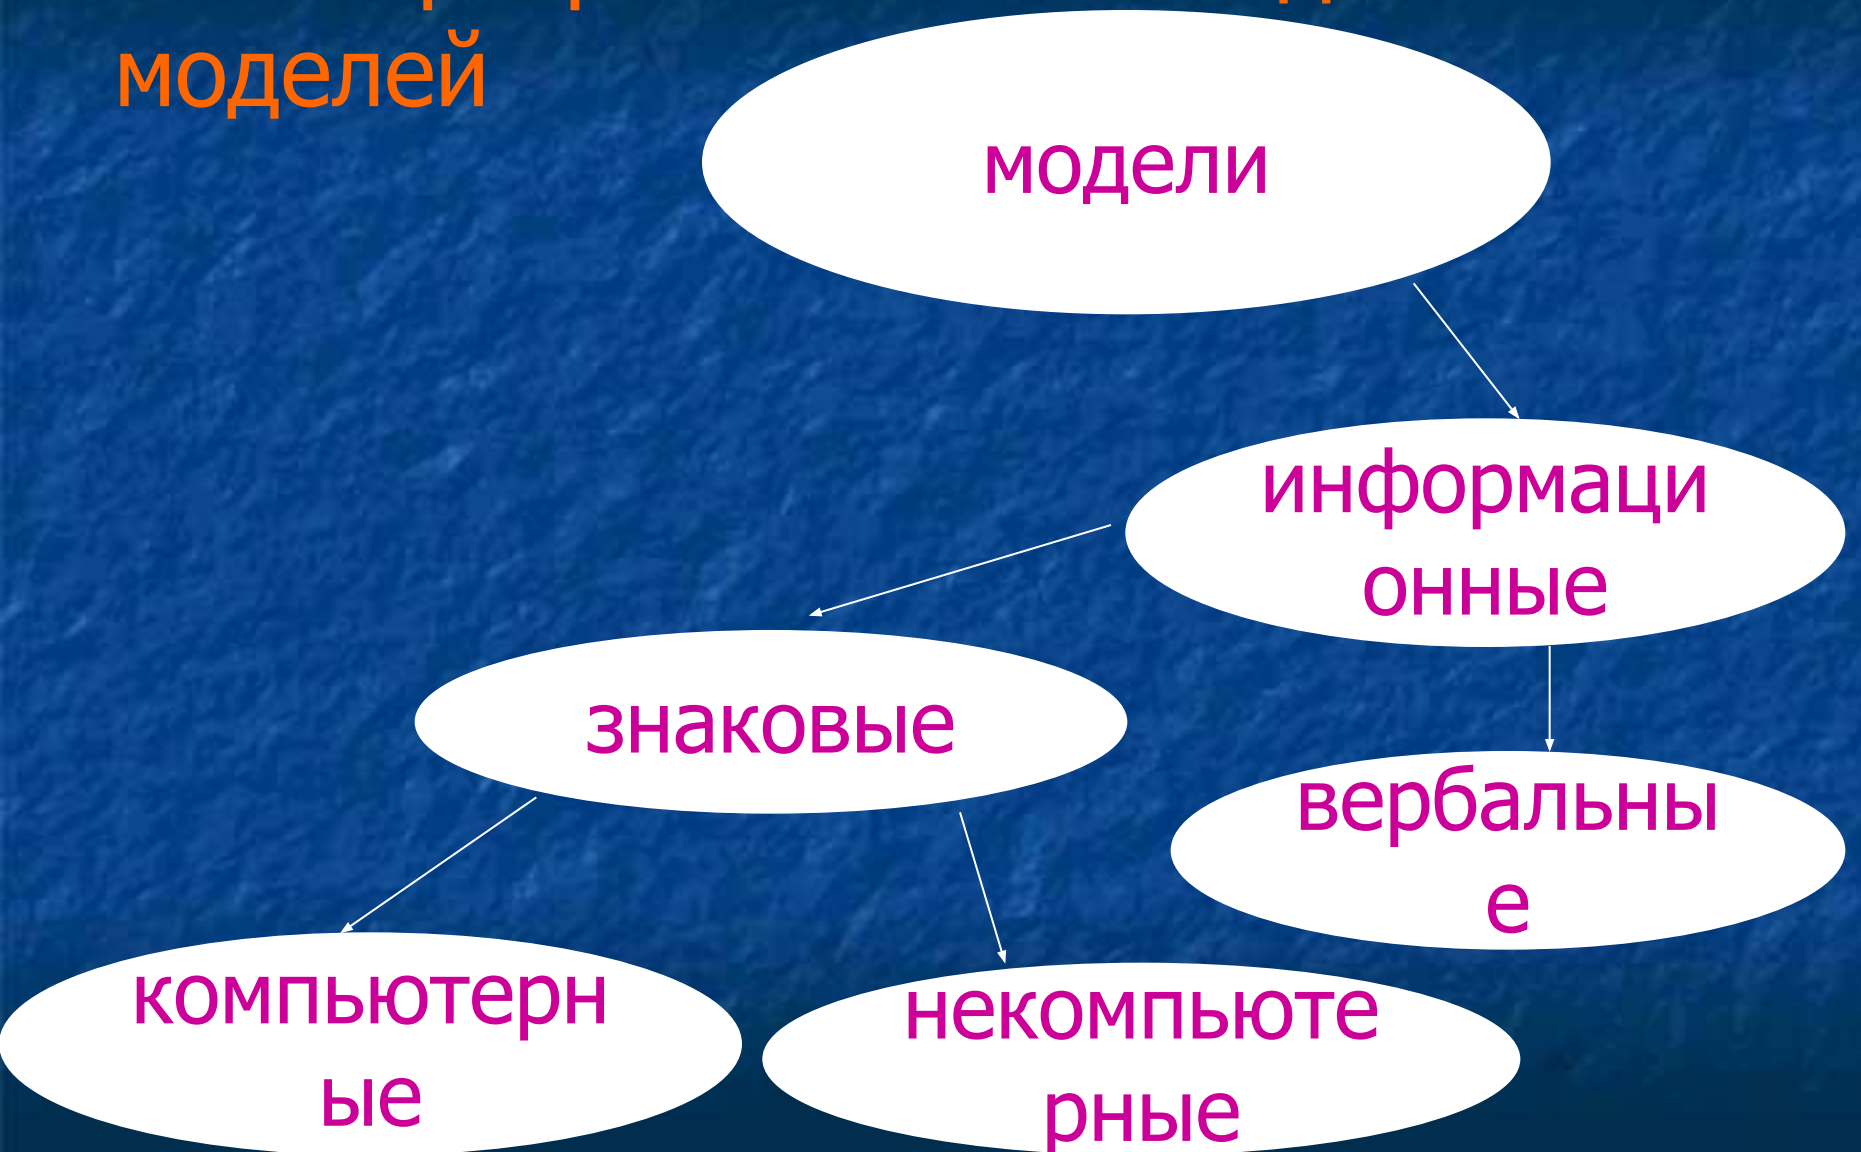 моделей
модели
информаци
онные
знаковые
вербальны
е
компьютерн
ые
некомпьюте
рные